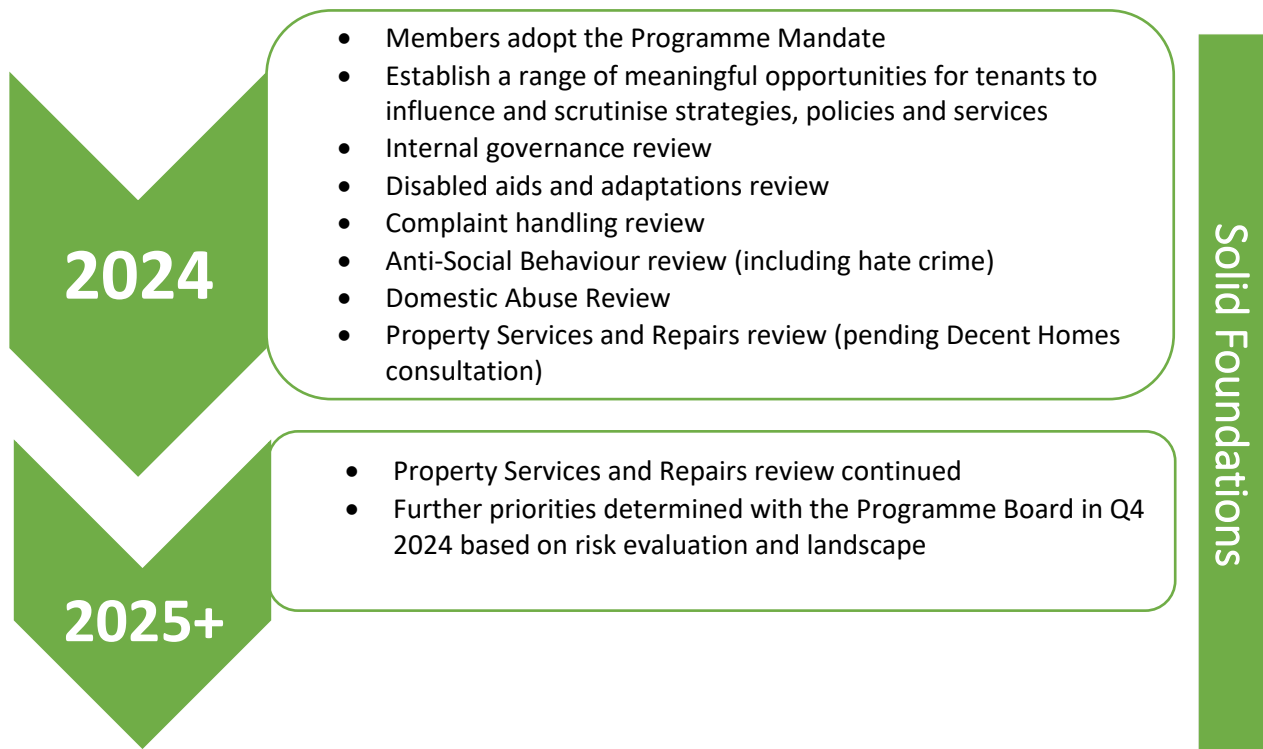 2024
• Members adopt the Programme Mandate
• Establish a range of meaningful opportunities for tenants to
influence and scrutinise strategies, policies and services
• Internal governance review
• Disabled aids and adaptations review
• Complaint handling review
• Anti-Social Behaviour review (including hate crime)
• Domestic Abuse Review
• Property Services and Repairs review (pending Decent Homes
consultation)
2025+
• Property Services and Repairs review continued
• Further priorities determined with the Programme Board in Q4
2024 based on risk evaluation and landscape
Solid Foundations